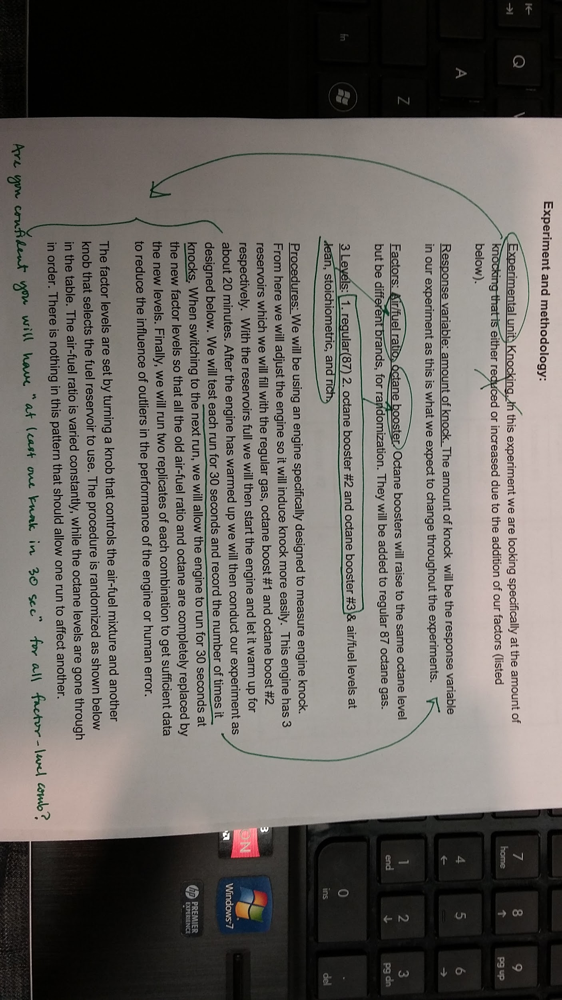 Experiment and methodology:
Experimental unit: Knocking. In this experiment we are looking specifically at the amount of
knocking that is either reduced or increased due to the addition of our factors (listed
below).
Response variable: amount of knock. The amount of knock will be the response variable
in our experiment as this is what we expect to change throughout the experiments.
Factors: Air/fuel ratio, octane booster. Octane boosters will raise to the same octane level
but be different brands, for randomization. They will be added to regular 87 octane gas.
3 Levels: 1. regular(87) 2. octane booster #2 and octane booster #3 & air/fuel levels at
lean, stoichiometric, and rich.
Procedures: We will be using an engine specifically designed to measure engine knock.
From here we will adjust the engine so it will induce knock more easily. This engine has 3
reservoirs which we will fill with the regular gas, octane boost #1 and octane boost #2
respectively. With the reservoirs full we will then start the engine and let it warm up for
about 20 minutes. After the engine has warmed up we will then conduct our experiment as
designed below. We will test each run for 30 seconds and record the number of times it
knocks. When switching to the next run, we will allow the engine to run for 30 seconds at
the new factor levels so that all the old air-fuel ratio and octane are completely replaced by
the new levels. Finally, we will run two replicates of each combination to get sufficient data
to reduce the influence of outliers in the performance of the engine or human error.
The factor levels are set by turning a knob that controls the air-fuel mixture and another
knob that selects the fuel reservoir to use. The procedure is randomized as shown below
in the table. The air-fuel ratio is varied constantly, while the octane levels are gone through
in order. There is nothing in this pattern that should allow one run to affect another.
Are you confident you will have "at least one knock in 30 sec" for all factor-level comb?
Q
A
Z
fn
7 home
8
9 pg up
4
5
6
1 end
2
3 pg dn
0 ins
. del
3
ON
a
Windows 7
hp PREMIER
EXPERIENCE